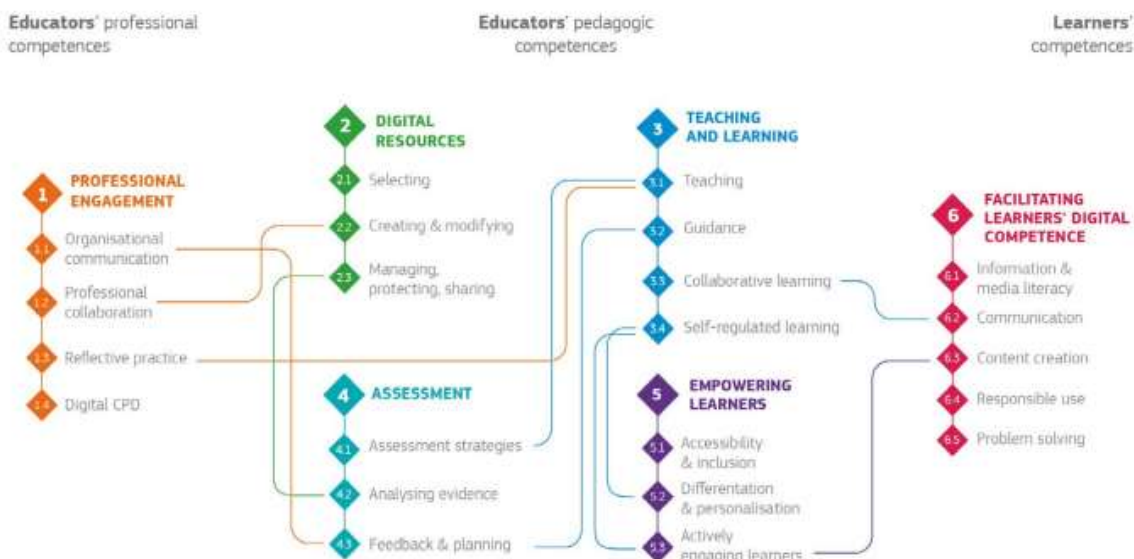 Educators' professional
competences
Educators' pedagogic
competences
Learners'
competences
1
PROFESSIONAL
ENGAGEMENT
1.1
Organisational
communication
1.2
Professional
collaboration
1.3
Reflective practice
1.4
Digital CPD
2
DIGITAL
RESOURCES
2.1
Selecting
2.2
Creating & modifying
2.3
Managing,
protecting, sharing
3
TEACHING
AND LEARNING
3.1
Teaching
3.2
Guidance
3.3
Collaborative learning
3.4
Self-regulated learning
4
ASSESSMENT
4.1
Assessment strategies
4.2
Analysing evidence
4.3
Feedback & planning
5
EMPOWERING
LEARNERS
5.1
Accessibility
& inclusion
5.2
Differentation
& personalisation
5.3
Actively
engaging learners
6
FACILITATING
LEARNERS' DIGITAL
COMPETENCE
6.1
Information &
media literacy
6.2
Communication
6.3
Content creation
6.4
Responsible use
6.5
Problem solving